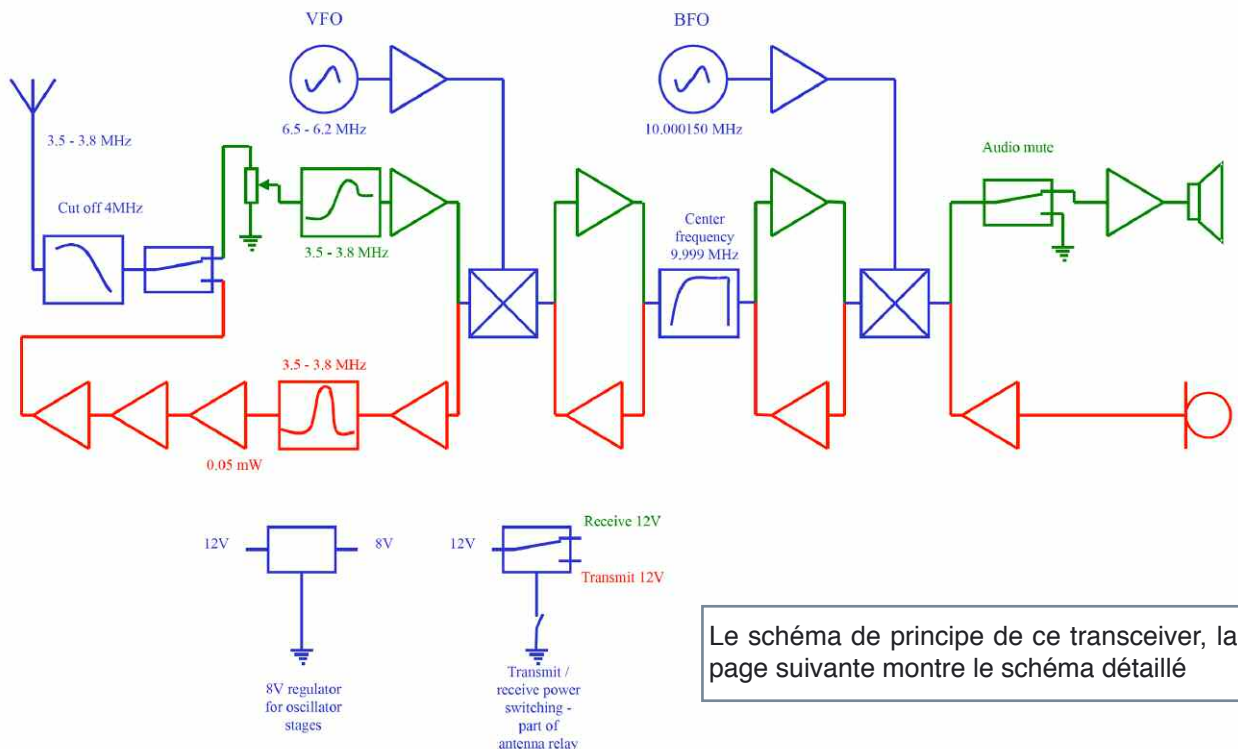 VFO
BFO
3.5 - 3.8 MHz
6.5 - 6.2 MHz
10.000150 MHz
Audio mute
Cut off 4MHz
3.5 - 3.8 MHz
Center
frequency
9.999 MHz
3.5 - 3.8 MHz
0.05 mW
12V
8V
8V regulator
for oscillator
stages
12V
Receive 12V
Transmit 12V
Transmit /
receive power
switching -
part of
antenna relay
Le schéma de principe de ce transceiver, la
page suivante montre le schéma détaillé